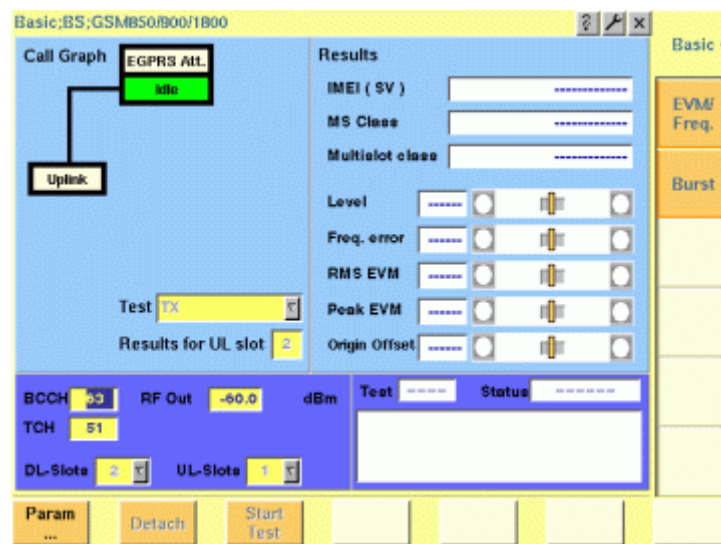 Basic;BS;GSM850/900/1800
? ×
Basic
Call Graph
EGPRS Att.
Idle
Uplink
Results
IMEI ( SV ) ------------
MS Class ------------
Multislot class ------------
Level ------
Freq. error ------
RMS EVM ------
Peak EVM ------
Origin Offset ------
EVM/
Freq.
Burst
Test TX
Results for UL slot 2
BCCH 33 RF Out -60.0 dBm
TCH 51
DL-Slots 2 UL-Slots 1
Test ---- Status ------
Param
...
Detach
Start
Test